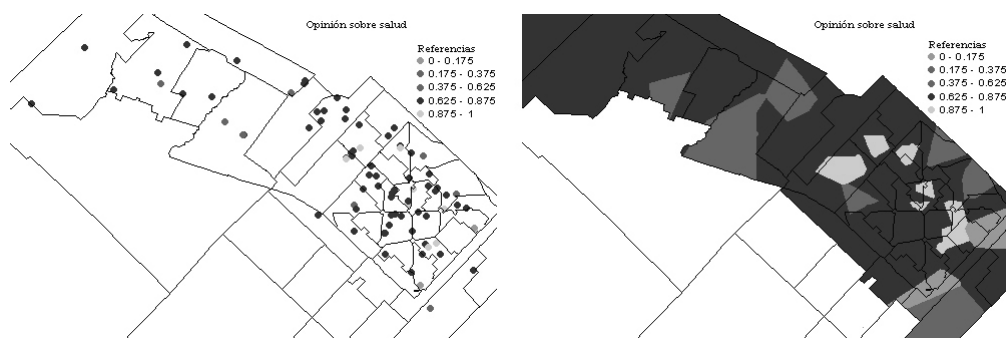 Opinión sobre salud
Referencias
0 - 0.175
0.175 - 0.375
0.375 - 0.625
0.625 - 0.875
0.875 - 1
Opinión sobre salud
Referencias
0 - 0.175
0.175 - 0.375
0.375 - 0.625
0.625 - 0.875
0.875 - 1